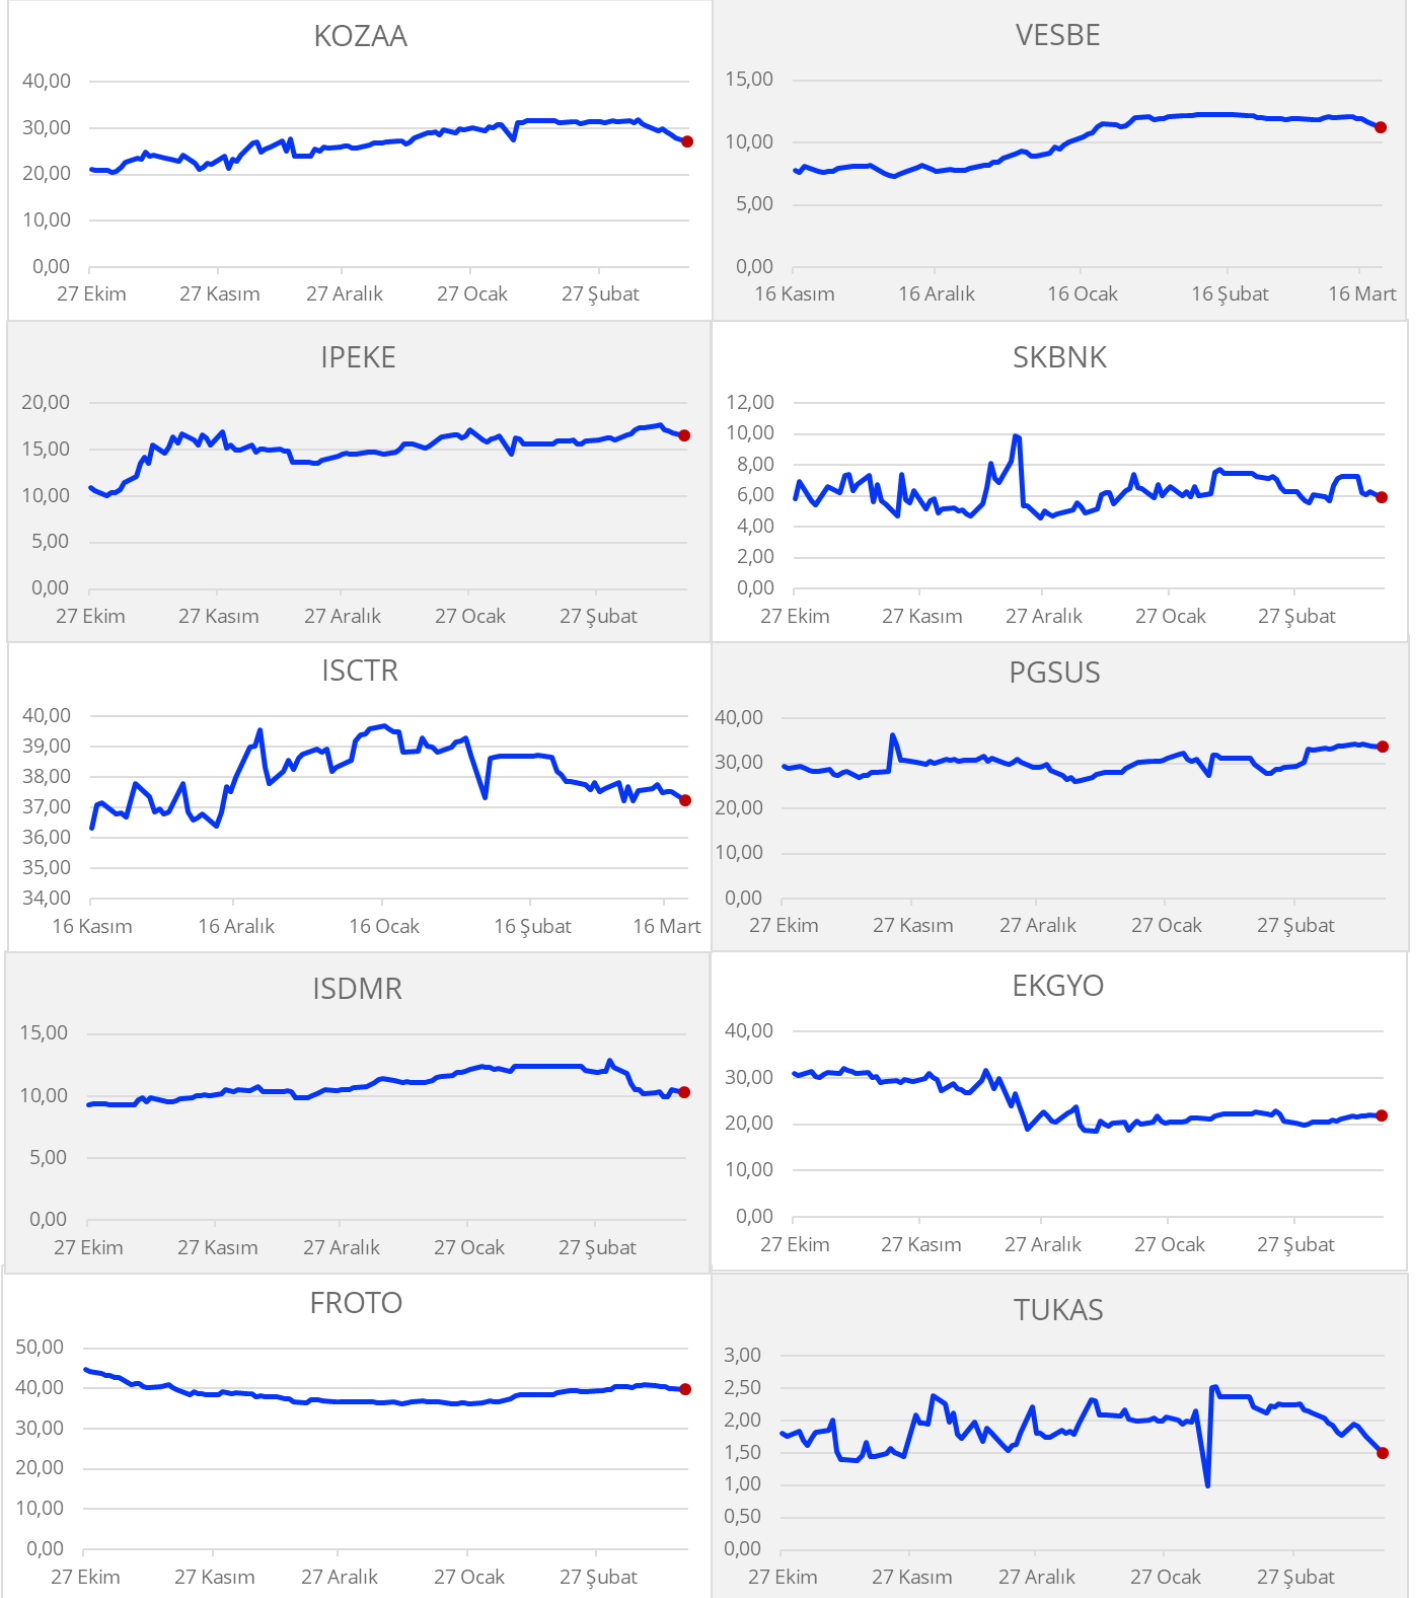 KOZAA
40,00
30,00
20,00
10,00
0,00
27 Ekim 27 Kasım 27 Aralık 27 Ocak 27 Şubat
VESBE
15,00
10,00
5,00
0,00
16 Kasım 16 Aralık 16 Ocak 16 Şubat 16 Mart
IPEKE
20,00
15,00
10,00
5,00
0,00
27 Ekim 27 Kasım 27 Aralık 27 Ocak 27 Şubat
SKBNK
12,00
10,00
8,00
6,00
4,00
2,00
0,00
27 Ekim 27 Kasım 27 Aralık 27 Ocak 27 Şubat
ISCTR
40,00
39,00
38,00
37,00
36,00
35,00
34,00
16 Kasım 16 Aralık 16 Ocak 16 Şubat 16 Mart
PGSUS
40,00
30,00
20,00
10,00
0,00
27 Ekim 27 Kasım 27 Aralık 27 Ocak 27 Şubat
ISDMR
15,00
10,00
5,00
0,00
27 Ekim 27 Kasım 27 Aralık 27 Ocak 27 Şubat
EKGYO
40,00
30,00
20,00
10,00
0,00
27 Ekim 27 Kasım 27 Aralık 27 Ocak 27 Şubat
FROTO
50,00
40,00
30,00
20,00
10,00
0,00
27 Ekim 27 Kasım 27 Aralık 27 Ocak 27 Şubat
TUKAS
3,00
2,50
2,00
1,50
1,00
0,50
0,00
27 Ekim 27 Kasım 27 Aralık 27 Ocak 27 Şubat